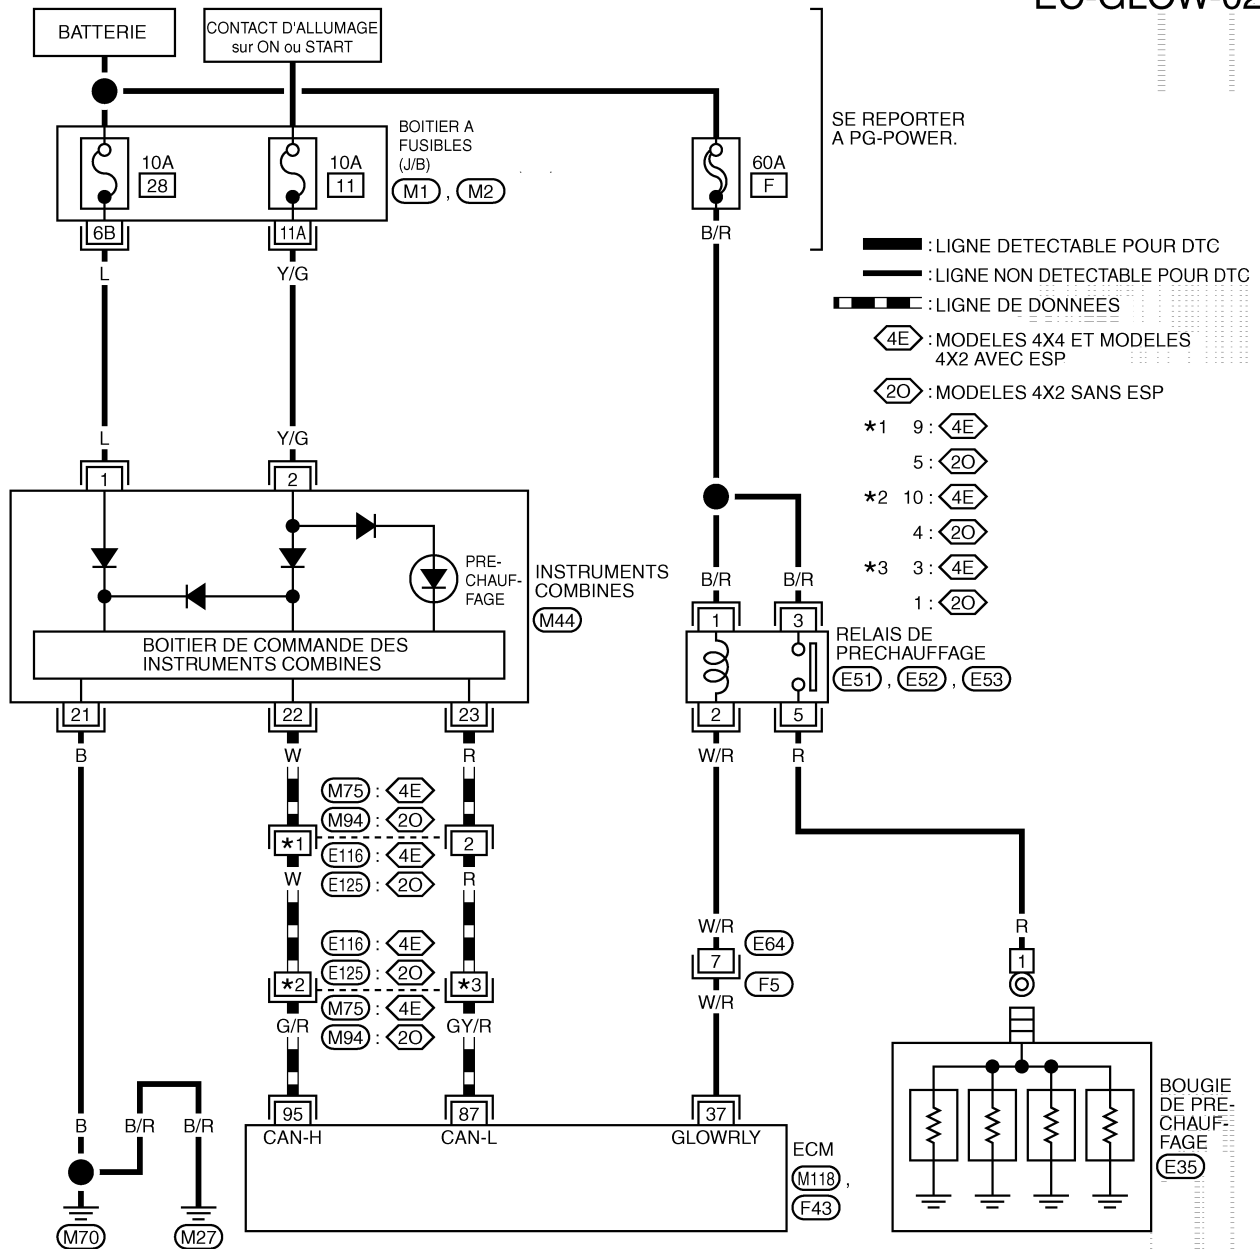 EC-GLOW-02
BATTERIE
CONTACT D'ALLUMAGE
sur ON ou START
SE REPORTER
A PG-POWER.
BOITIER A
FUSIBLES
(J/B)
M1 , M2
10A
28
10A
11
60A
F
6B
11A
B/R
L
Y/G
: LIGNE DETECTABLE POUR DTC
: LIGNE NON DETECTABLE POUR DTC
: LIGNE DE DONNEES
4E : MODELES 4X4 ET MODELES
4X2 AVEC ESP
2O : MODELES 4X2 SANS ESP
*1 9 : 4E
5 : 2O
*2 10 : 4E
4 : 2O
*3 3 : 4E
1 : 2O
L
Y/G
1
2
PRE-
CHAUF-
FAGE
INSTRUMENTS
COMBINES
M44
BOITIER DE COMMANDE DES
INSTRUMENTS COMBINES
B/R
B/R
1
3
RELAIS DE
PRECHAUFFAGE
E51 , E52 , E53
21
22
23
2
5
B
W
R
W/R
R
M75 : 4E
M94 : 2O
*1
2
E116 : 4E
E125 : 2O
W
R
E116 : 4E
E125 : 2O
*2
*3
M75 : 4E
M94 : 2O
G/R
GY/R
W/R
E64
7
F5
W/R
R
1
95
87
37
CAN-H
CAN-L
GLOWRLY
ECM
M118 ,
F43
B
B/R
B/R
M70
M27
BOUGIE
DE PRE-
CHAUF-
FAGE
E35